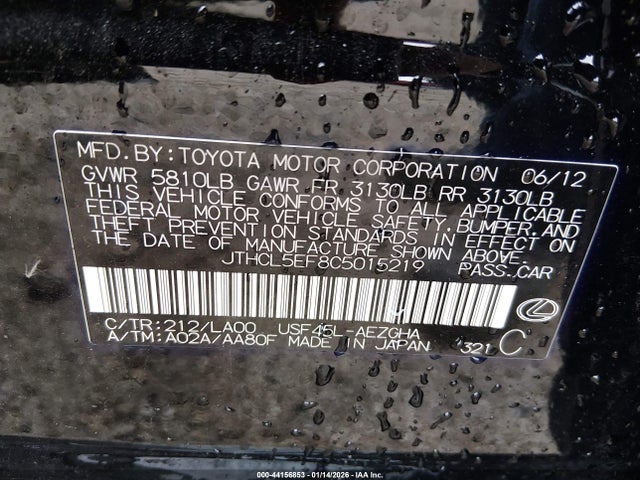 MFD. BY: TOYOTA MOTOR CORPORATION 06/12
GVWR 5810LB GAWR FR 3130LB RR 3130LB
THIS VEHICLE CONFORMS TO ALL APPLICABLE
FEDERAL MOTOR VEHICLE SAFETY, BUMPER, AND
THEFT PREVENTION STANDARDS IN EFFECT ON
THE DATE OF MANUFACTURE SHOWN ABOVE.
JTHCL5EF8C5015219 PASS. CAR
C/TR: 212/LA00 USF45L-AEZGHA
A/TM: A02A/AA80F MADE IN JAPAN 321 C
000-44156853 - 01/14/2026 - IAA Inc.